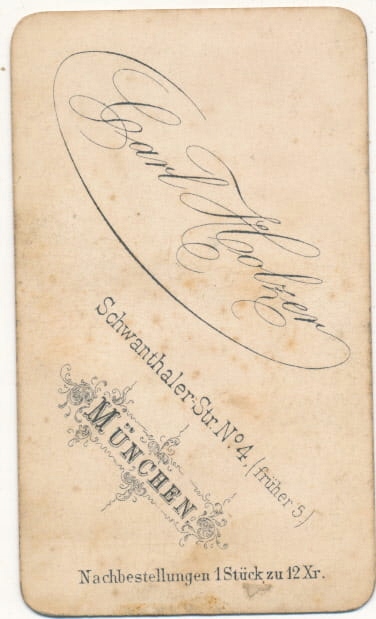 Carl Holzer
Schwanthaler-Str. No 4. (früher 5.)
MÜNCHEN.
Nachbestellungen 1 Stück zu 12 Xr.